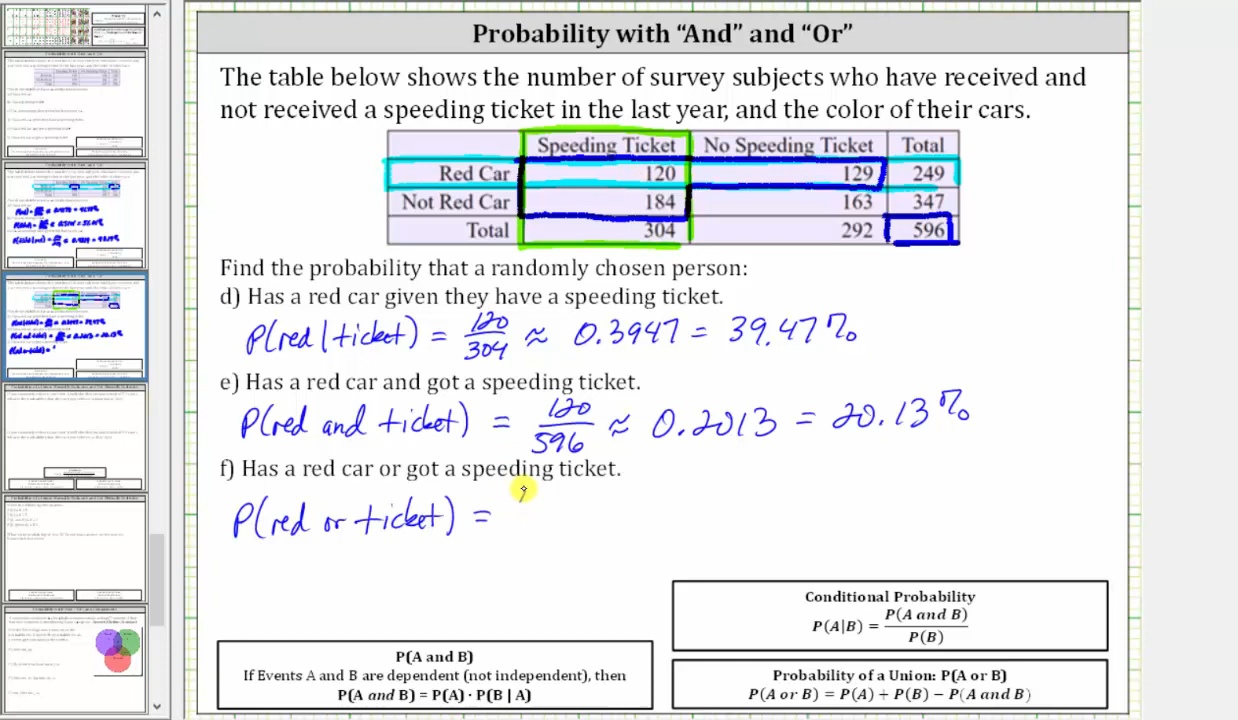 Probability with “And” and “Or”
The table below shows the number of survey subjects who have received and
not received a speeding ticket in the last year, and the color of their cars.
Speeding Ticket No Speeding Ticket Total
Red Car 120 129 249
Not Red Car 184 163 347
Total 304 292 596
Find the probability that a randomly chosen person:
d) Has a red car given they have a speeding ticket.
P(red | ticket) = 120/304 ≈ 0.3947 = 39.47%
e) Has a red car and got a speeding ticket.
P(red and ticket) = 120/596 ≈ 0.2013 = 20.13%
f) Has a red car or got a speeding ticket.
P(red or ticket) =
Conditional Probability
P(A|B) = P(A and B)/P(B)
P(A and B)
If Events A and B are dependent (not independent), then
P(A and B) = P(A) · P(B | A)
Probability of a Union: P(A or B)
P(A or B) = P(A) + P(B) − P(A and B)